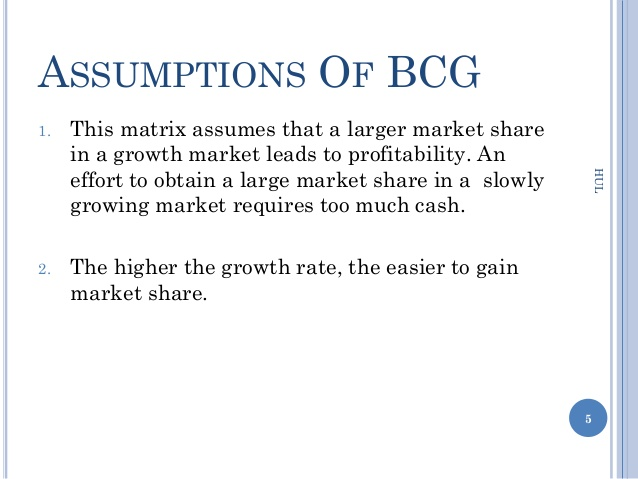 ASSUMPTIONS OF BCG
1. This matrix assumes that a larger market share
in a growth market leads to profitability. An
effort to obtain a large market share in a slowly
growing market requires too much cash.
2. The higher the growth rate, the easier to gain
market share.
HUL
5